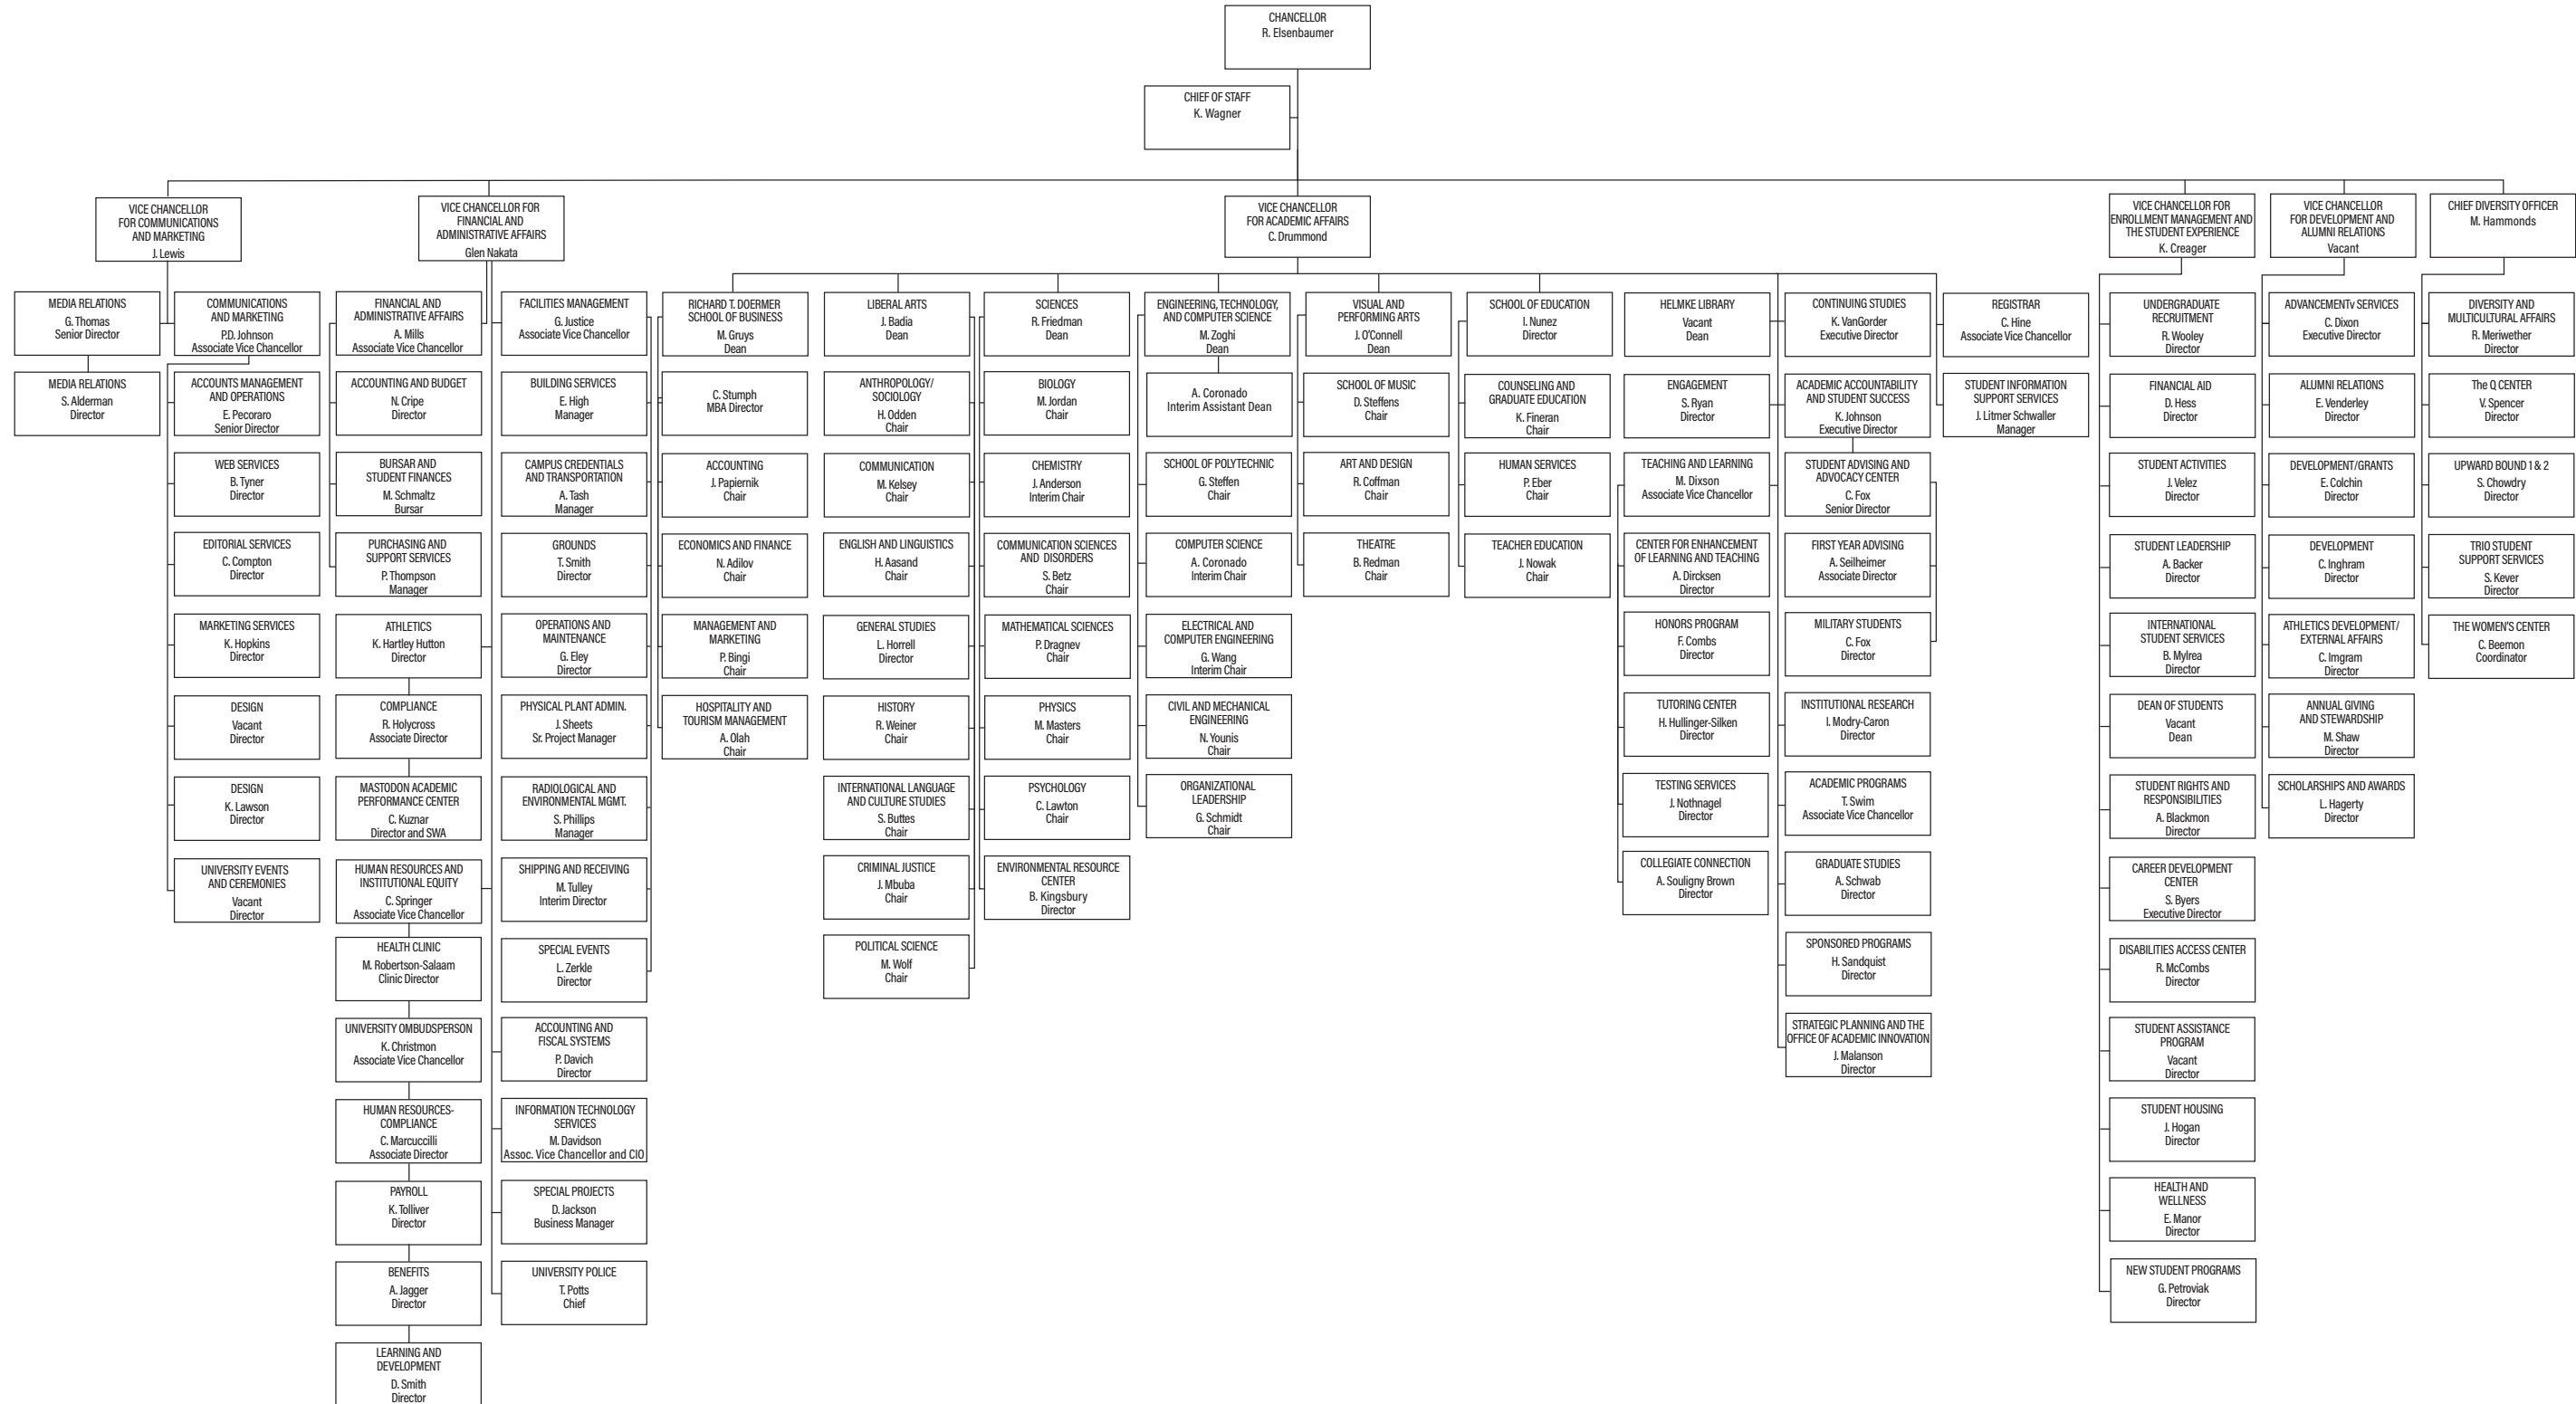 CHANCELLOR
R. Elsenbaumer
CHIEF OF STAFF
K. Wagner
VICE CHANCELLOR
FOR COMMUNICATIONS
AND MARKETING
J. Lewis
VICE CHANCELLOR FOR
FINANCIAL AND
ADMINISTRATIVE AFFAIRS
Glen Nakata
VICE CHANCELLOR
FOR ACADEMIC AFFAIRS
C. Drummond
VICE CHANCELLOR FOR
ENROLLMENT MANAGEMENT AND
THE STUDENT EXPERIENCE
K. Creager
VICE CHANCELLOR
FOR DEVELOPMENT AND
ALUMNI RELATIONS
Vacant
CHIEF DIVERSITY OFFICER
M. Hammonds
MEDIA RELATIONS
G. Thomas
Senior Director
MEDIA RELATIONS
S. Alderman
Director
COMMUNICATIONS
AND MARKETING
P.D. Johnson
Associate Vice Chancellor
ACCOUNTS MANAGEMENT
AND OPERATIONS
E. Pecoraro
Senior Director
WEB SERVICES
B. Tyner
Director
EDITORIAL SERVICES
C. Compton
Director
MARKETING SERVICES
K. Hopkins
Director
DESIGN
Vacant
Director
DESIGN
K. Lawson
Director
UNIVERSITY EVENTS
AND CEREMONIES
Vacant
Director
FINANCIAL AND
ADMINISTRATIVE AFFAIRS
A. Mills
Associate Vice Chancellor
ACCOUNTING AND BUDGET
N. Cripe
Director
BURSAR AND
STUDENT FINANCES
M. Schmaltz
Bursar
PURCHASING AND
SUPPORT SERVICES
P. Thompson
Manager
ATHLETICS
K. Hartley Hutton
Director
COMPLIANCE
R. Holycross
Associate Director
MASTODON ACADEMIC
PERFORMANCE CENTER
C. Kuznar
Director and SWA
HUMAN RESOURCES AND
INSTITUTIONAL EQUITY
C. Springer
Associate Vice Chancellor
HEALTH CLINIC
M. Robertson-Salaam
Clinic Director
UNIVERSITY OMBUDSPERSON
K. Christmon
Associate Vice Chancellor
HUMAN RESOURCES-
COMPLIANCE
C. Marcuccilli
Associate Director
PAYROLL
K. Tolliver
Director
BENEFITS
A. Jagger
Director
LEARNING AND
DEVELOPMENT
D. Smith
Director
FACILITIES MANAGEMENT
G. Justice
Associate Vice Chancellor
BUILDING SERVICES
E. High
Manager
CAMPUS CREDENTIALS
AND TRANSPORTATION
A. Tash
Manager
GROUNDS
T. Smith
Director
OPERATIONS AND
MAINTENANCE
G. Eley
Director
PHYSICAL PLANT ADMIN.
J. Sheets
Sr. Project Manager
RADIOLOGICAL AND
ENVIRONMENTAL MGMT.
S. Phillips
Manager
SHIPPING AND RECEIVING
M. Tulley
Interim Director
SPECIAL EVENTS
L. Zerkle
Director
ACCOUNTING AND
FISCAL SYSTEMS
P. Davich
Director
INFORMATION TECHNOLOGY
SERVICES
M. Davidson
Assoc. Vice Chancellor and CIO
SPECIAL PROJECTS
D. Jackson
Business Manager
UNIVERSITY POLICE
T. Potts
Chief
RICHARD T. DOERMER
SCHOOL OF BUSINESS
M. Gruys
Dean
C. Stumph
MBA Director
ACCOUNTING
J. Papiernik
Chair
ECONOMICS AND FINANCE
N. Adilov
Chair
MANAGEMENT AND
MARKETING
P. Bingi
Chair
HOSPITALITY AND
TOURISM MANAGEMENT
A. Olah
Chair
LIBERAL ARTS
J. Badia
Dean
ANTHROPOLOGY/
SOCIOLOGY
H. Odden
Chair
COMMUNICATION
M. Kelsey
Chair
ENGLISH AND LINGUISTICS
H. Aasand
Chair
GENERAL STUDIES
L. Horrell
Director
HISTORY
R. Weiner
Chair
INTERNATIONAL LANGUAGE
AND CULTURE STUDIES
S. Buttes
Chair
CRIMINAL JUSTICE
J. Mbuba
Chair
POLITICAL SCIENCE
M. Wolf
Chair
SCIENCES
R. Friedman
Dean
BIOLOGY
M. Jordan
Chair
CHEMISTRY
J. Anderson
Interim Chair
COMMUNICATION SCIENCES
AND DISORDERS
S. Betz
Chair
MATHEMATICAL SCIENCES
P. Dragnev
Chair
PHYSICS
M. Masters
Chair
PSYCHOLOGY
C. Lawton
Chair
ENVIRONMENTAL RESOURCE
CENTER
B. Kingsbury
Director
ENGINEERING, TECHNOLOGY,
AND COMPUTER SCIENCE
M. Zoghi
Dean
A. Coronado
Interim Assistant Dean
SCHOOL OF POLYTECHNIC
G. Steffen
Chair
COMPUTER SCIENCE
A. Coronado
Interim Chair
ELECTRICAL AND
COMPUTER ENGINEERING
G. Wang
Interim Chair
CIVIL AND MECHANICAL
ENGINEERING
N. Younis
Chair
ORGANIZATIONAL
LEADERSHIP
G. Schmidt
Chair
VISUAL AND
PERFORMING ARTS
J. O'Connell
Dean
SCHOOL OF MUSIC
D. Steffens
Chair
ART AND DESIGN
R. Coffman
Chair
THEATRE
B. Redman
Chair
SCHOOL OF EDUCATION
I. Nunez
Director
COUNSELING AND
GRADUATE EDUCATION
K. Fineran
Chair
HUMAN SERVICES
P. Eber
Chair
TEACHER EDUCATION
J. Nowak
Chair
HELMKE LIBRARY
Vacant
Dean
ENGAGEMENT
S. Ryan
Director
TEACHING AND LEARNING
M. Dixson
Associate Vice Chancellor
CENTER FOR ENHANCEMENT
OF LEARNING AND TEACHING
A. Dircksen
Director
HONORS PROGRAM
F. Combs
Director
TUTORING CENTER
H. Hullinger-Silken
Director
TESTING SERVICES
J. Nothnagel
Director
COLLEGIATE CONNECTION
A. Souligny Brown
Director
CONTINUING STUDIES
K. VanGorder
Executive Director
ACADEMIC ACCOUNTABILITY
AND STUDENT SUCCESS
K. Johnson
Executive Director
STUDENT ADVISING AND
ADVOCACY CENTER
C. Fox
Senior Director
FIRST YEAR ADVISING
A. Seilheimer
Associate Director
MILITARY STUDENTS
C. Fox
Director
INSTITUTIONAL RESEARCH
I. Modry-Caron
Director
ACADEMIC PROGRAMS
T. Swim
Associate Vice Chancellor
GRADUATE STUDIES
A. Schwab
Director
SPONSORED PROGRAMS
H. Sandquist
Director
STRATEGIC PLANNING AND THE
OFFICE OF ACADEMIC INNOVATION
J. Malanson
Director
REGISTRAR
C. Hine
Associate Vice Chancellor
STUDENT INFORMATION
SUPPORT SERVICES
J. Litmer Schwaller
Manager
UNDERGRADUATE
RECRUITMENT
R. Wooley
Director
FINANCIAL AID
D. Hess
Director
STUDENT ACTIVITIES
J. Velez
Director
STUDENT LEADERSHIP
A. Backer
Director
INTERNATIONAL
STUDENT SERVICES
B. Mylrea
Director
DEAN OF STUDENTS
Vacant
Dean
STUDENT RIGHTS AND
RESPONSIBILITIES
A. Blackmon
Director
CAREER DEVELOPMENT
CENTER
S. Byers
Executive Director
DISABILITIES ACCESS CENTER
R. McCombs
Director
STUDENT ASSISTANCE
PROGRAM
Vacant
Director
STUDENT HOUSING
J. Hogan
Director
HEALTH AND
WELLNESS
E. Manor
Director
NEW STUDENT PROGRAMS
G. Petroviak
Director
ADVANCEMENTv SERVICES
C. Dixon
Executive Director
ALUMNI RELATIONS
E. Venderley
Director
DEVELOPMENT/GRANTS
E. Colchin
Director
DEVELOPMENT
C. Inghram
Director
ATHLETICS DEVELOPMENT/
EXTERNAL AFFAIRS
C. Imgram
Director
ANNUAL GIVING
AND STEWARDSHIP
M. Shaw
Director
SCHOLARSHIPS AND AWARDS
L. Hagerty
Director
DIVERSITY AND
MULTICULTURAL AFFAIRS
R. Meriwether
Director
The Q CENTER
V. Spencer
Director
UPWARD BOUND 1 & 2
S. Chowdry
Director
TRIO STUDENT
SUPPORT SERVICES
S. Kever
Director
THE WOMEN'S CENTER
C. Beemon
Coordinator